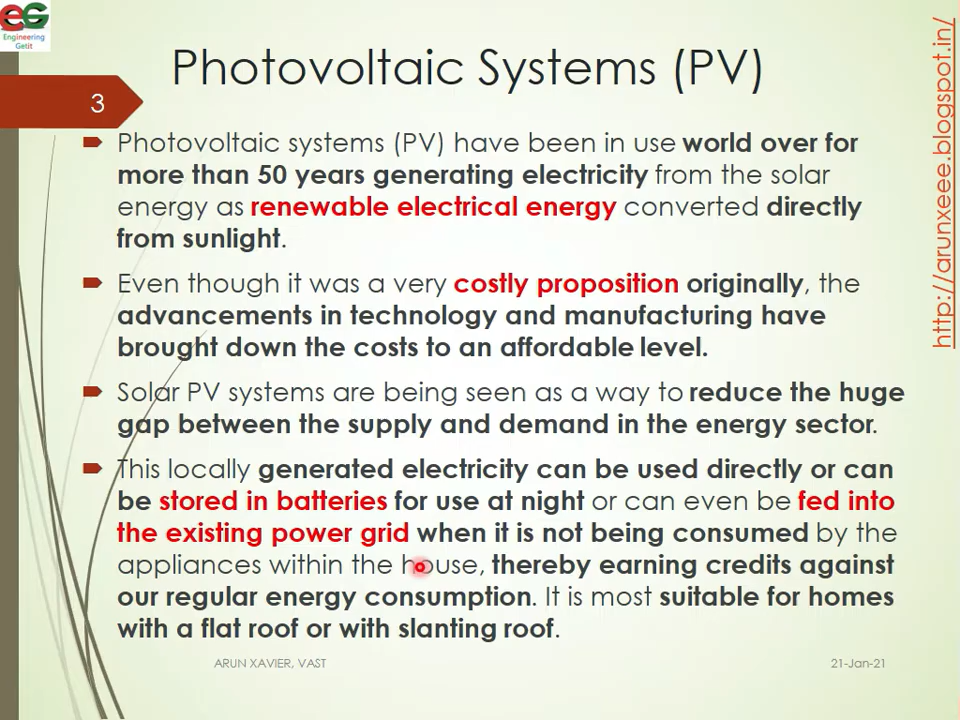 EG
Engineering
Getit
Photovoltaic Systems (PV)
http://arunxeee.blogspot.in/
3
Photovoltaic systems (PV) have been in use world over for
more than 50 years generating electricity from the solar
energy as renewable electrical energy converted directly
from sunlight.
Even though it was a very costly proposition originally, the
advancements in technology and manufacturing have
brought down the costs to an affordable level.
Solar PV systems are being seen as a way to reduce the huge
gap between the supply and demand in the energy sector.
This locally generated electricity can be used directly or can
be stored in batteries for use at night or can even be fed into
the existing power grid when it is not being consumed by the
appliances within the house, thereby earning credits against
our regular energy consumption. It is most suitable for homes
with a flat roof or with slanting roof.
ARUN XAVIER, VAST
21-Jan-21